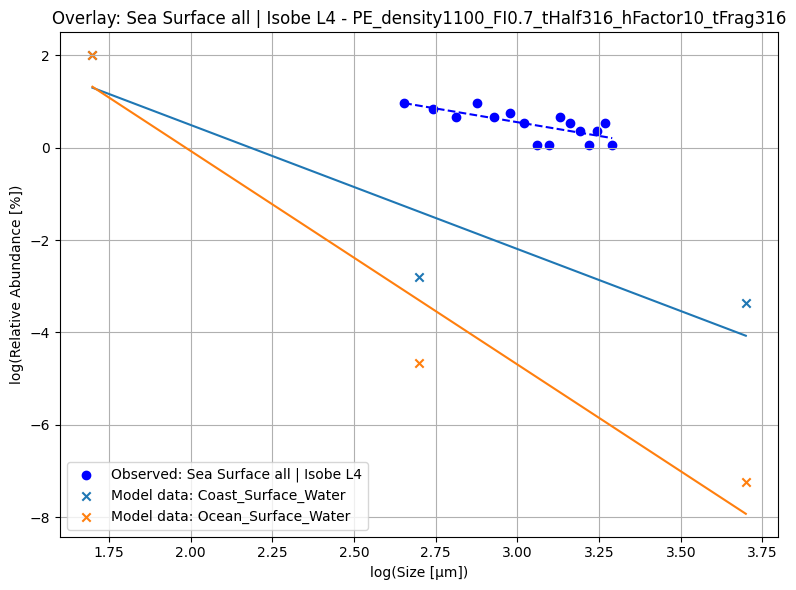 Overlay: Sea Surface all | Isobe L4 - PE_density1100_FI0.7_tHalf316_hFactor10_tFrag316
2
0
−2
−4
−6
−8
log(Relative Abundance [%])
Observed: Sea Surface all | Isobe L4
Model data: Coast_Surface_Water
Model data: Ocean_Surface_Water
1.75 2.00 2.25 2.50 2.75 3.00 3.25 3.50 3.75
log(Size [µm])